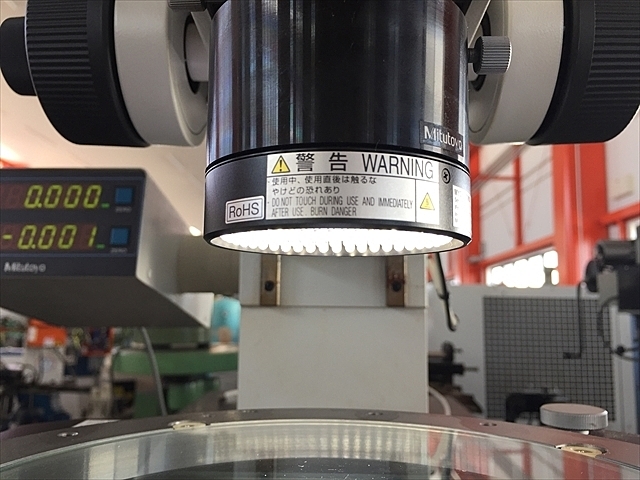 Mitutoyo
警告 WARNING
・使用中、使用直後は触るな
やけどの恐れあり
・DO NOT TOUCH DURING USE AND IMMEDIATELY
AFTER USE. BURN DANGER
RoHS
0.000
-0.001
Mitutoyo